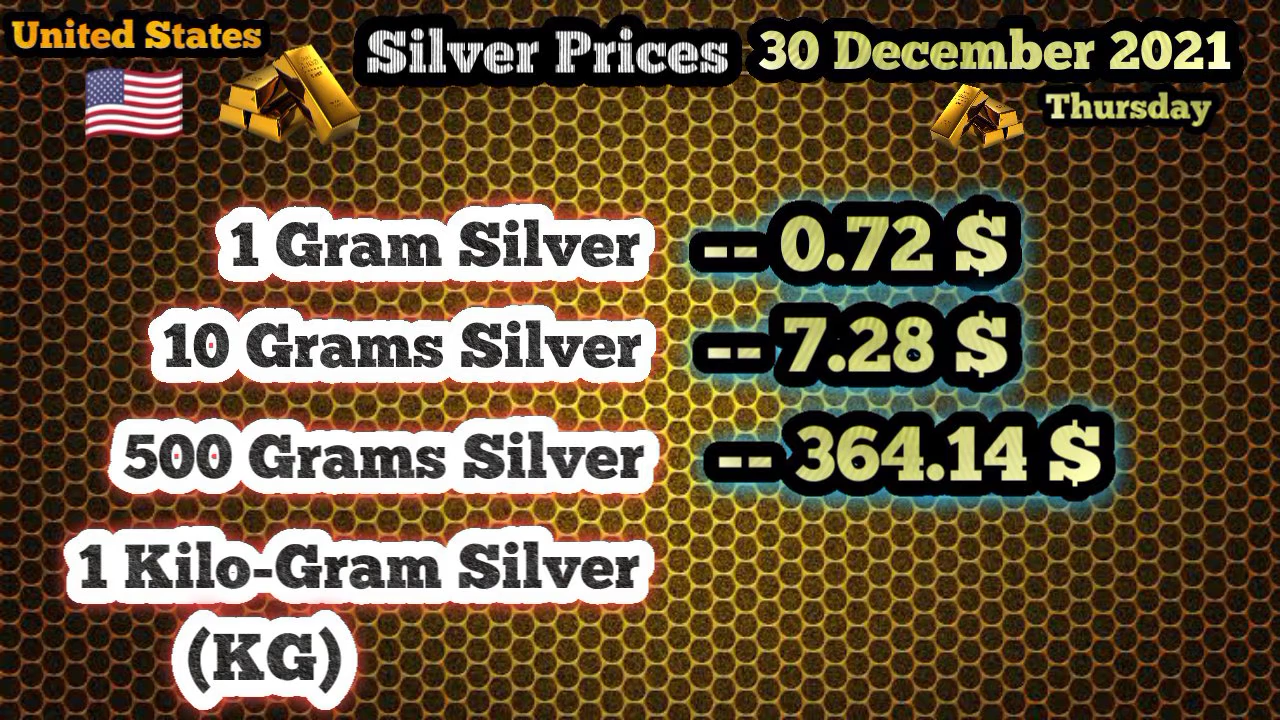 United States
Silver Prices 30 December 2021
Thursday
1 Gram Silver -- 0.72 $
10 Grams Silver -- 7.28 $
500 Grams Silver -- 364.14 $
1 Kilo-Gram Silver
(KG)